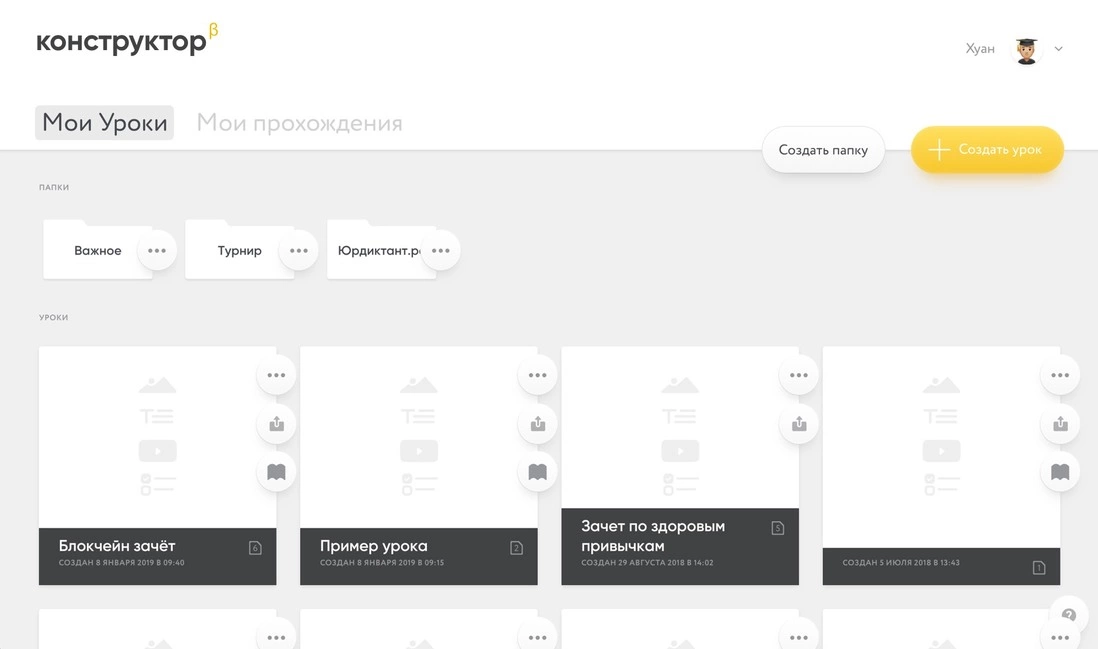 конструктор β
Хуан
Мои Уроки
Мои прохождения
Создать папку
Создать урок
ПАПКИ
Важное
Турнир
Юрдиктант.р
УРОКИ
Блокчейн зачёт
6
СОЗДАН 8 ЯНВАРЯ 2019 В 09:40
Пример урока
2
СОЗДАН 8 ЯНВАРЯ 2019 В 09:15
Зачет по здоровым
привычкам
5
СОЗДАН 29 АВГУСТА 2018 В 14:02
СОЗДАН 5 ИЮЛЯ 2018 В 13:43
1
?